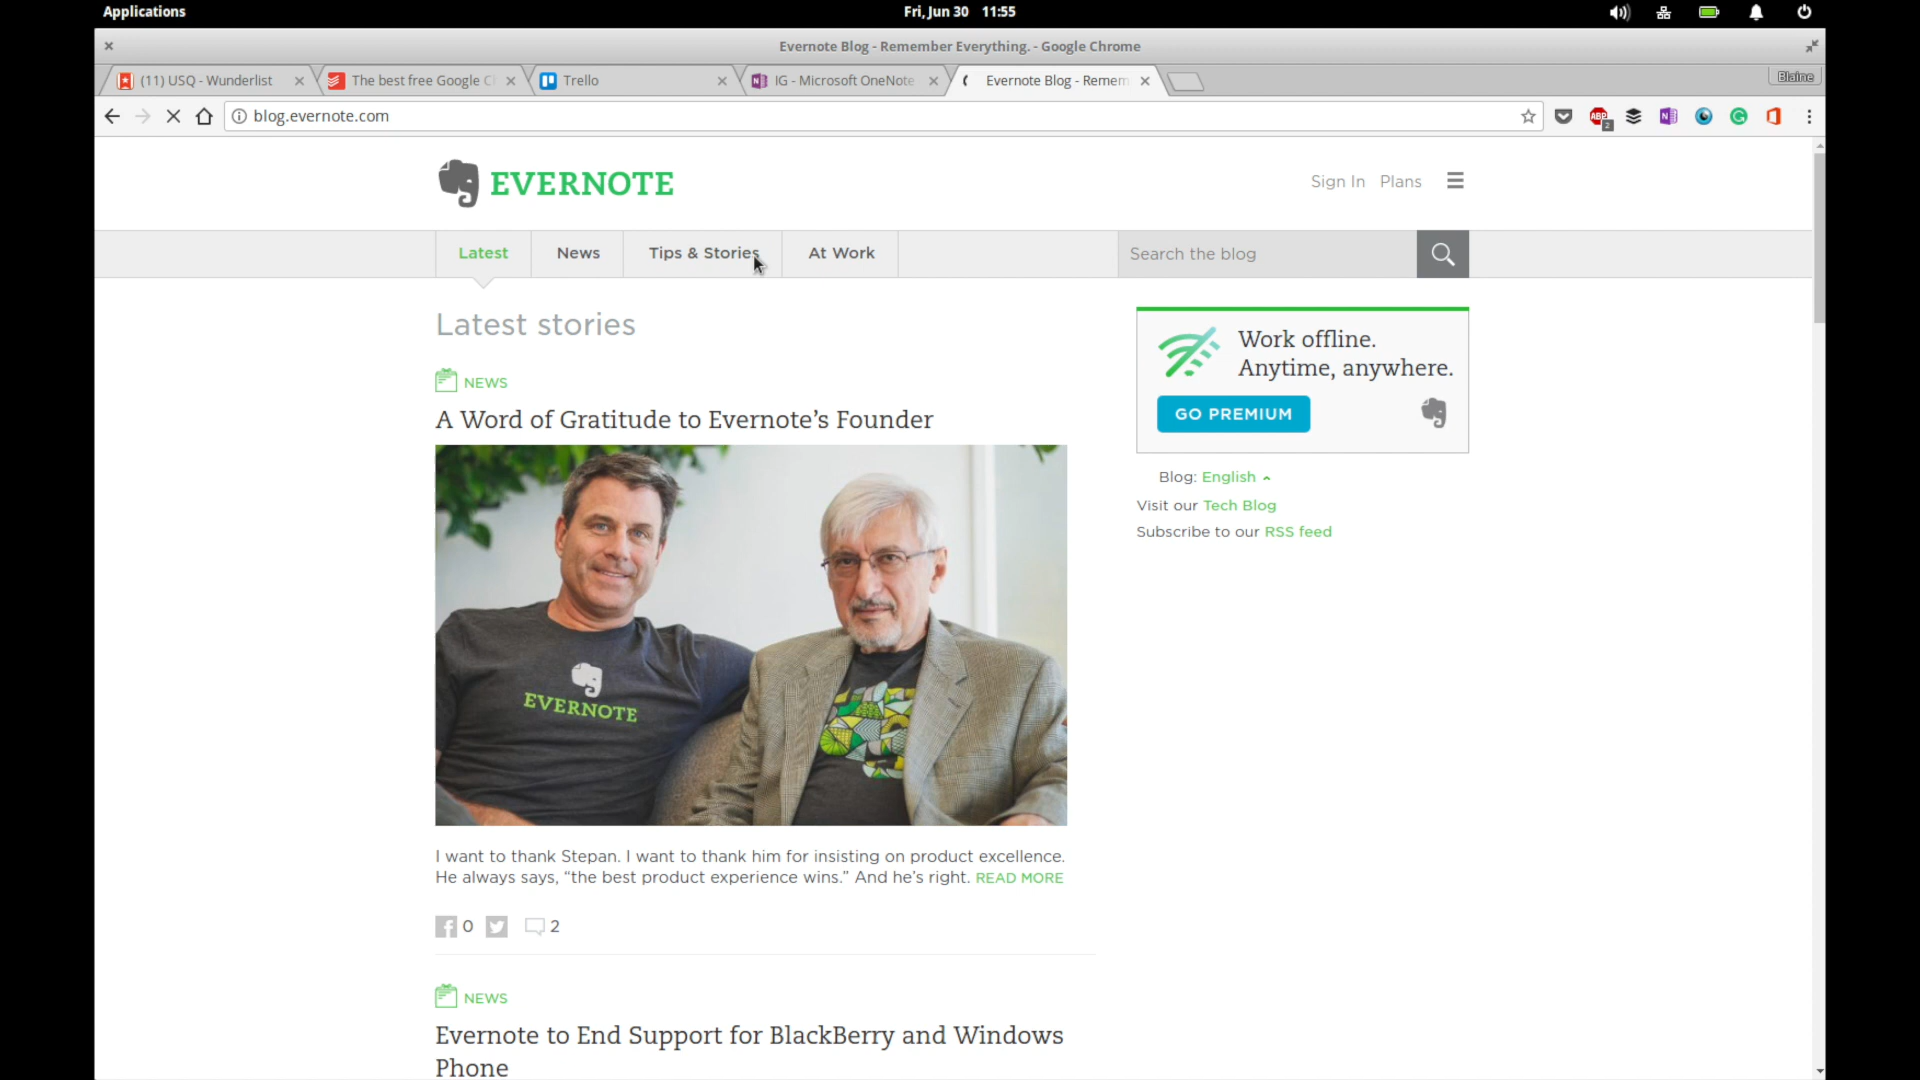 Applications
Fri, Jun 30 11:55
Evernote Blog - Remember Everything. - Google Chrome
(11) USQ - Wunderlist
The best free Google C
Trello
IG - Microsoft OneNote
Evernote Blog - Remem
Blaine
blog.evernote.com
ABP
2
EVERNOTE
Sign In Plans
Latest
News
Tips & Stories
At Work
Search the blog
Latest stories
NEWS
A Word of Gratitude to Evernote’s Founder
EVERNOTE
I want to thank Stepan. I want to thank him for insisting on product excellence.
He always says, “the best product experience wins.” And he’s right. READ MORE
0
2
NEWS
Evernote to End Support for BlackBerry and Windows
Phone
Work offline.
Anytime, anywhere.
GO PREMIUM
Blog: English
Visit our Tech Blog
Subscribe to our RSS feed